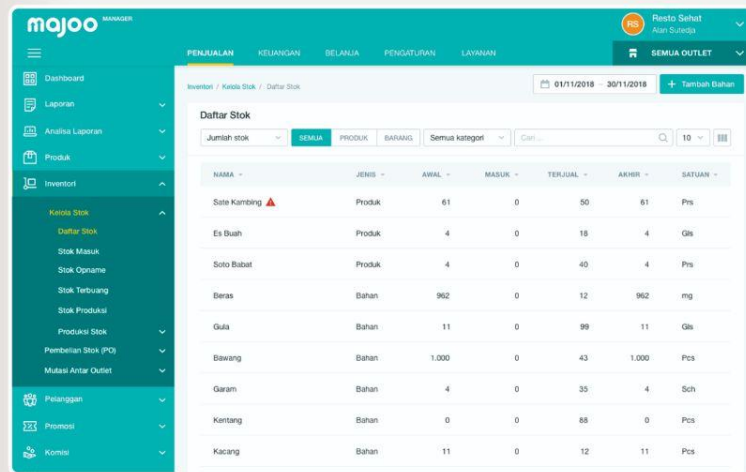 majoo MANAGER
RS
Resto Sehat
Alan Sutedja
PENJUALAN KEUANGAN BELANJA PENGATURAN LAYANAN
SEMUA OUTLET
Dashboard
Laporan
Analisa Laporan
Produk
Inventori
Kelola Stok
Daftar Stok
Stok Masuk
Stok Opname
Stok Terbuang
Stok Produksi
Produksi Stok
Pembelian Stok (PO)
Mutasi Antar Outlet
Pelanggan
Promosi
Komisi
Inventori / Kelola Stok / Daftar Stok
01/11/2018 - 30/11/2018
+ Tambah Bahan
Daftar Stok
Jumlah stok SEMUA PRODUK BARANG Semua kategori Cari ... 10
NAMA JENIS AWAL MASUK TERJUAL AKHIR SATUAN
Sate Kambing Produk 61 0 50 61 Prs
Es Buah Produk 4 0 18 4 Gls
Soto Babat Produk 4 0 40 4 Prs
Beras Bahan 962 0 12 962 mg
Gula Bahan 11 0 99 11 Gls
Bawang Bahan 1.000 0 43 1.000 Pcs
Garam Bahan 4 0 35 4 Sch
Kentang Bahan 0 0 88 0 Pcs
Kacang Bahan 11 0 12 11 Pcs